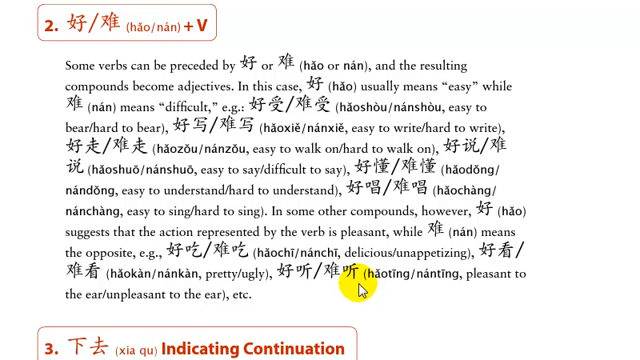 2. 好/难 (hǎo/nán) + V
Some verbs can be preceded by 好 or 难 (hǎo or nán), and the resulting
compounds become adjectives. In this case, 好 (hǎo) usually means “easy” while
难 (nán) means “difficult,” e.g.: 好受/难受 (hǎoshòu/nánshòu, easy to
bear/hard to bear), 好写/难写 (hǎoxiě/nánxiě, easy to write/hard to write),
好走/难走 (hǎozǒu/nánzǒu, easy to walk on/hard to walk on), 好说/难
说 (hǎoshuō/nánshuō, easy to say/difficult to say), 好懂/难懂 (hǎodǒng/
nándǒng, easy to understand/hard to understand), 好唱/难唱 (hǎochàng/
nánchàng, easy to sing/hard to sing). In some other compounds, however, 好 (hǎo)
suggests that the action represented by the verb is pleasant, while 难 (nán) means
the opposite, e.g., 好吃/难吃 (hǎochī/nánchī, delicious/unappetizing), 好看/
难看 (hǎokàn/nánkàn, pretty/ugly), 好听/难听 (hǎotīng/nántīng, pleasant to
the ear/unpleasant to the ear), etc.
3. 下去 (xia qu) Indicating Continuation